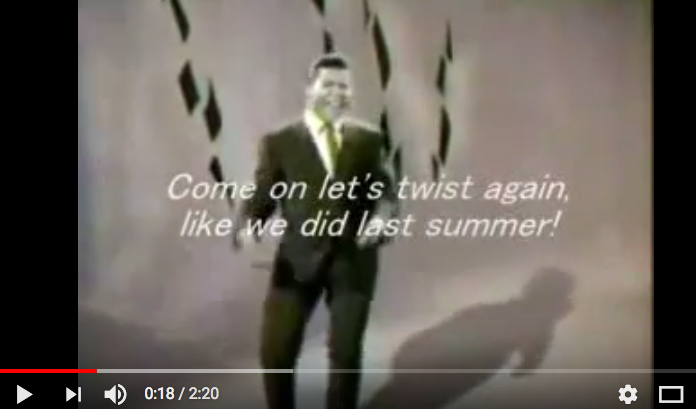 Come on let's twist again,
like we did last summer!
0:18 / 2:20